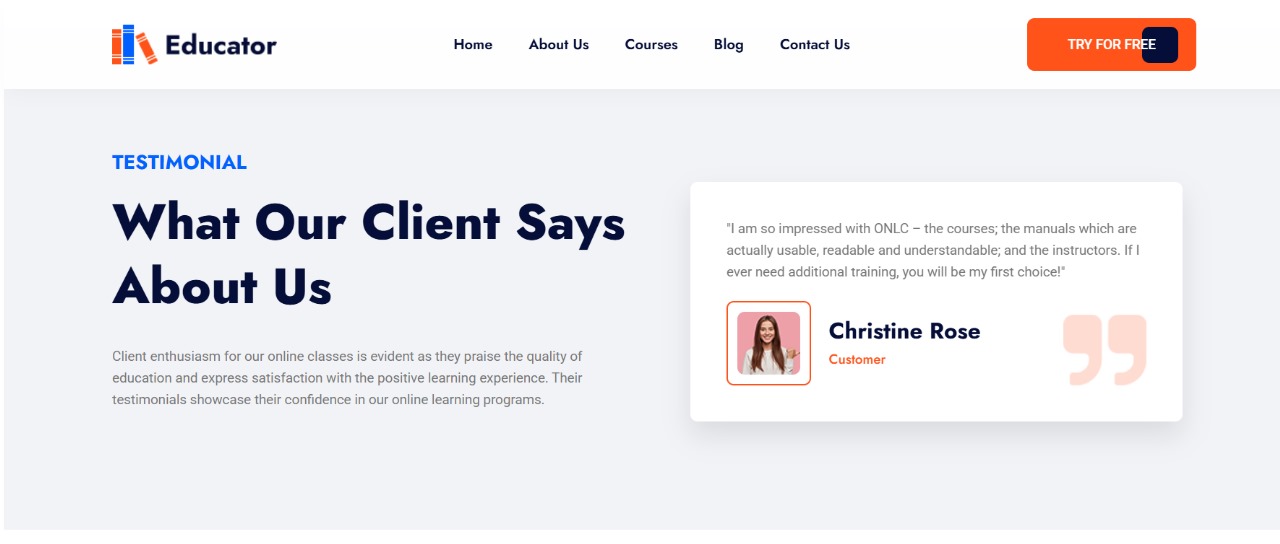 Educator
Home About Us Courses Blog Contact Us
TRY FOR FREE
TESTIMONIAL
What Our Client Says
About Us
Client enthusiasm for our online classes is evident as they praise the quality of
education and express satisfaction with the positive learning experience. Their
testimonials showcase their confidence in our online learning programs.
"I am so impressed with ONLC – the courses; the manuals which are
actually usable, readable and understandable; and the instructors. If I
ever need additional training, you will be my first choice!"
Christine Rose
Customer